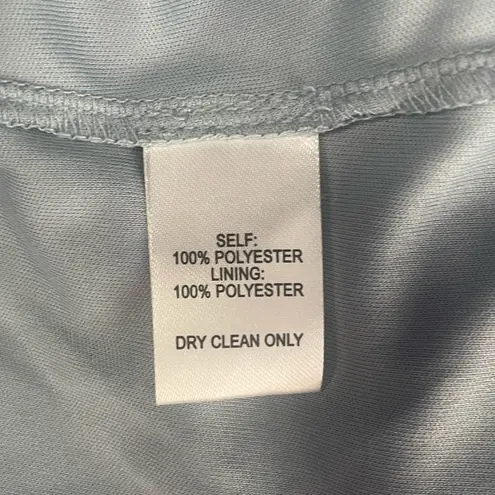 SELF:
100% POLYESTER
LINING:
100% POLYESTER
DRY CLEAN ONLY